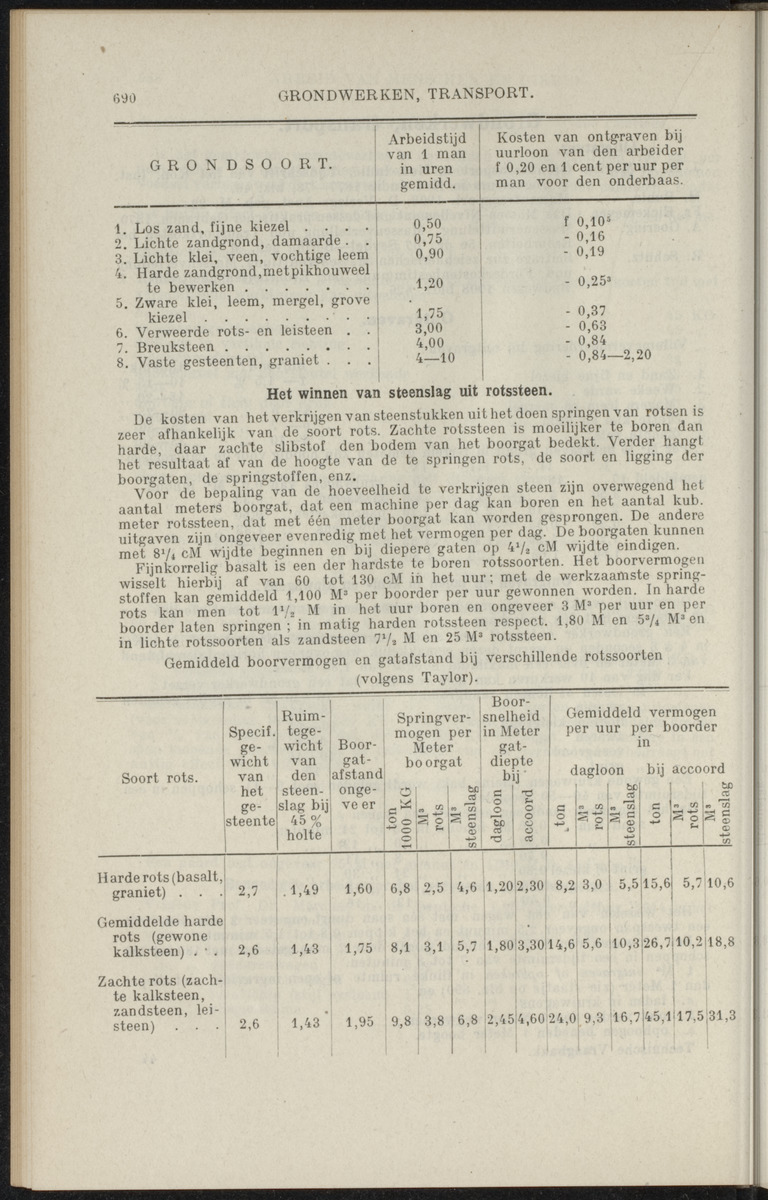 690 GRONDWERKEN, TRANSPORT.
GRONDSOORT.
Arbeidstijd
van 1 man
in uren
gemidd.
Kosten van ontgraven bij
uurloon van den arbeider
f 0,20 en 1 cent per uur per
man voor den onderbaas.
1. Los zand, fijne kiezel . . . . 0,50 f 0,10⁵
2. Lichte zandgrond, damaarde . . 0,75 - 0,16
3. Lichte klei, veen, vochtige leem 0,90 - 0,19
4. Harde zandgrond, met pikhouweel
te bewerken . . . . . . . 1,20 - 0,25³
5. Zware klei, leem, mergel, grove
kiezel . . . . . . . . . 1,75 - 0,37
6. Verweerde rots- en leisteen . . 3,00 - 0,63
7. Breuksteen . . . . . . . . 4,00 - 0,84
8. Vaste gesteenten, graniet . . . 4—10 - 0,84—2,20
Het winnen van steenslag uit rotssteen.
De kosten van het verkrijgen van steenstukken uit het doen springen van rotsen is
zeer afhankelijk van de soort rots. Zachte rotssteen is moeilijker te boren dan
harde, daar zachte slibstof den bodem van het boorgat bedekt. Verder hangt
het resultaat af van de hoogte van de te springen rots, de soort en ligging der
boorgaten, de springstoffen, enz.
Voor de bepaling van de hoeveelheid te verkrijgen steen zijn overwegend het
aantal meters boorgat, dat een machine per dag kan boren en het aantal kub.
meter rotssteen, dat met één meter boorgat kan worden gesprongen. De andere
uitgaven zijn ongeveer evenredig met het vermogen per dag. De boorgaten kunnen
met 8¹/₄ cM wijdte beginnen en bij diepere gaten op 4¹/₂ cM wijdte eindigen.
Fijnkorrelig basalt is een der hardste te boren rotssoorten. Het boorvermogen
wisselt hierbij af van 60 tot 130 cM in het uur; met de werkzaamste spring-
stoffen kan gemiddeld 1,100 M³ per boorder per uur gewonnen worden. In harde
rots kan men tot 1¹/₂ M in het uur boren en ongeveer 3 M³ per uur en per
boorder laten springen; in matig harden rotssteen respect. 1,80 M en 5³/₄ M³ en
in lichte rotssoorten als zandsteen 7¹/₂ M en 25 M³ rotssteen.
Gemiddeld boorvermogen en gatafstand bij verschillende rotssoorten
(volgens Taylor).
Soort rots.
Specif.
ge-
wicht
van
het
ge-
steente
Ruim-
tege-
wicht
van
den
steen-
slag bij
45 %
holte
Boor-
gat-
afstand
onge-
veer
Springver-
mogen per
Meter
boorgat
ton
1000 KG
M³
rots
M³
steenslag
Boor-
snelheid
in Meter
gat-
diepte
bij
dagloon
accoord
Gemiddeld vermogen
per uur per boorder
in
dagloon bij accoord
ton
M³
rots
M³
steenslag
ton
M³
rots
M³
steenslag
Harde rots (basalt,
graniet) . . . 2,7 1,49 1,60 6,8 2,5 4,6 1,20 2,30 8,2 3,0 5,5 15,6 5,7 10,6
Gemiddelde harde
rots (gewone
kalksteen) . . . 2,6 1,43 1,75 8,1 3,1 5,7 1,80 3,30 14,6 5,6 10,3 26,7 10,2 18,8
Zachte rots (zach-
te kalksteen,
zandsteen, lei-
steen) . . . 2,6 1,43 1,95 9,8 3,8 6,8 2,45 4,60 24,0 9,3 16,7 45,1 17,5 31,3